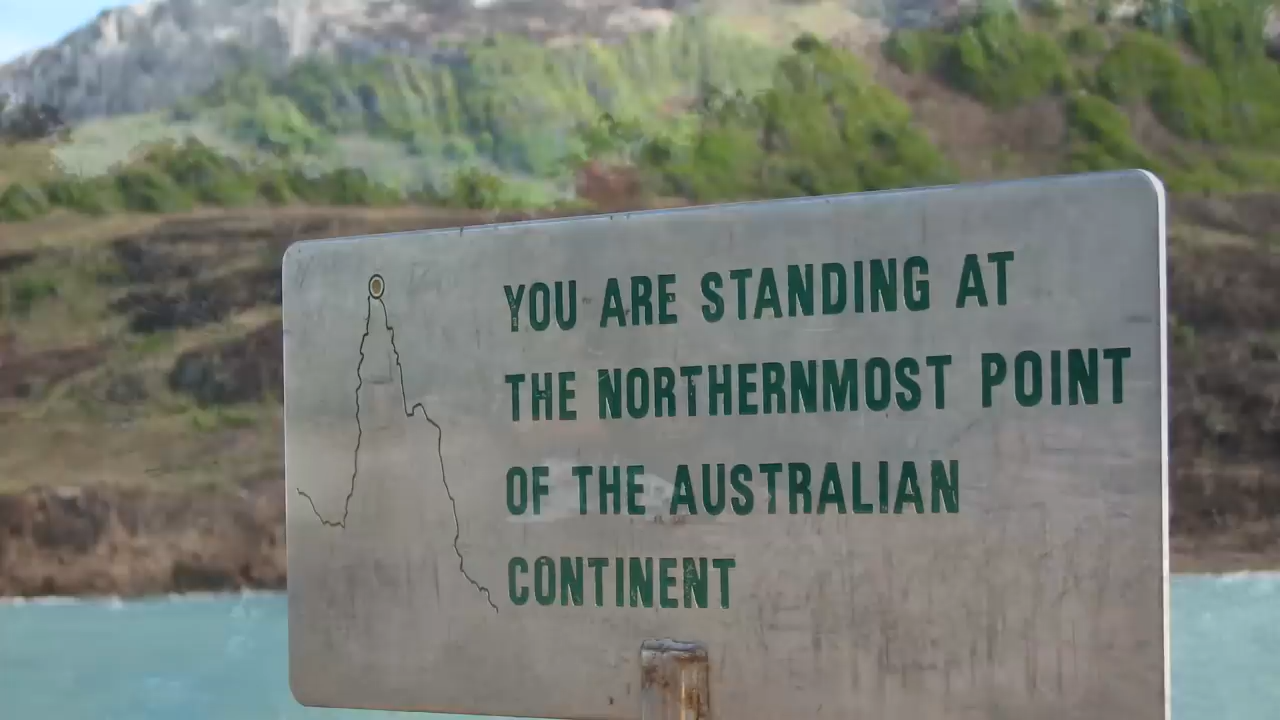 YOU ARE STANDING AT
THE NORTHERNMOST POINT
OF THE AUSTRALIAN
CONTINENT